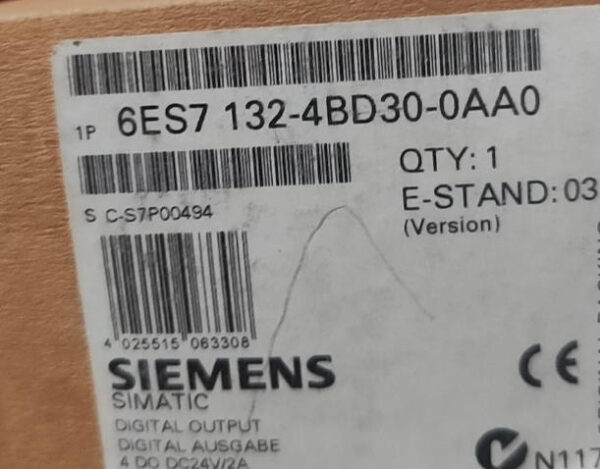 1P 6ES7 132-4BD30-0AA0
QTY: 1
E-STAND: 03
(Version)
S C-S7P00494
4 025515 063308
SIEMENS
SIMATIC
DIGITAL OUTPUT
DIGITAL AUSGABE
4 DO DC24V/2A
CE
N117